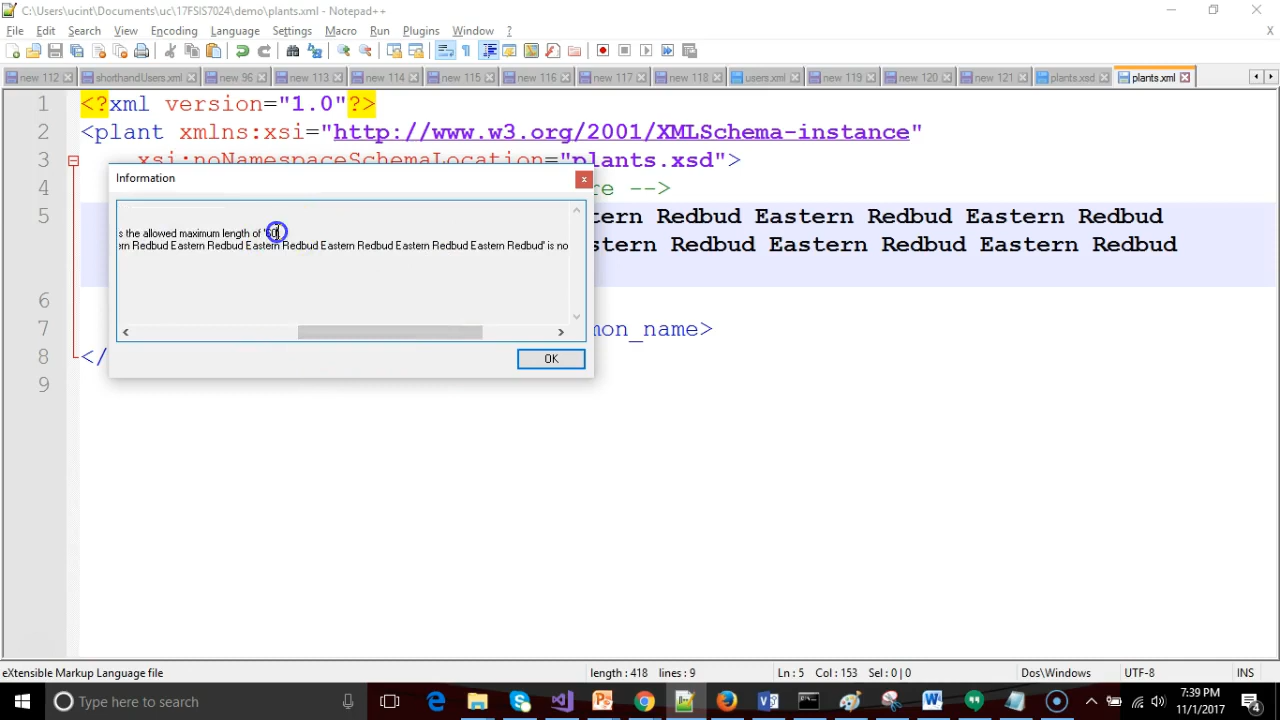 C:\Users\ucint\Documents\uc\17FSIS7024\demo\plants.xml - Notepad++
File Edit Search View Encoding Language Settings Macro Run Plugins Window ? X
new 112 shorthandUsers.xml new 96 new 113 new 114 new 115 new 116 new 117 new 118 users.xml new 119 new 120 new 121 plants.xsd plants.xml
1 <?xml version="1.0"?>
2 <plant xmlns:xsi="http://www.w3.org/2001/XMLSchema-instance"
3 xsi:noNamespaceSchemaLocation="plants.xsd">
Information
4 re -->
5 tern Redbud Eastern Redbud Eastern Redbud
s the allowed maximum length of '50'
ern Redbud Eastern Redbud Eastern Redbud Eastern Redbud Eastern Redbud Eastern Redbud' is no
tern Redbud Eastern Redbud Eastern Redbud
6
7 mon_name>
8 </
OK
9
eXtensible Markup Language file length : 418 lines : 9 Ln : 5 Col : 153 Sel : 0 | 0 Dos\Windows UTF-8 INS
Type here to search
7:39 PM
11/1/2017
4